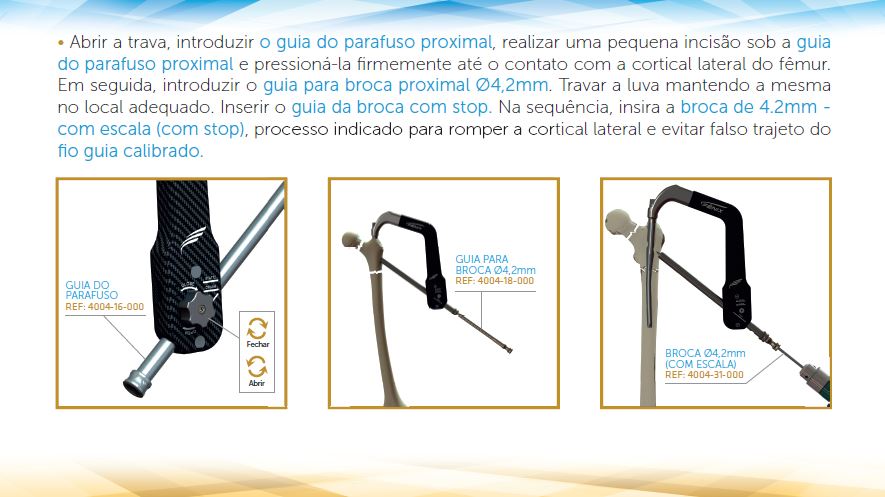 • Abrir a trava, introduzir o guia do parafuso proximal, realizar uma pequena incisão sob a guia
do parafuso proximal e pressioná-la firmemente até o contato com a cortical lateral do fêmur.
Em seguida, introduzir o guia para broca proximal Ø4,2mm. Travar a luva mantendo a mesma
no local adequado. Inserir o guia da broca com stop. Na sequência, insira a broca de 4.2mm -
com escala (com stop), processo indicado para romper a cortical lateral e evitar falso trajeto do
fio guia calibrado.
GUIA DO
PARAFUSO
REF: 4004-16-000
Fechar
Abrir
GUIA PARA
BROCA Ø4,2mm
REF: 4004-18-000
FENIX
BROCA Ø4,2mm
(COM ESCALA)
REF: 4004-31-000